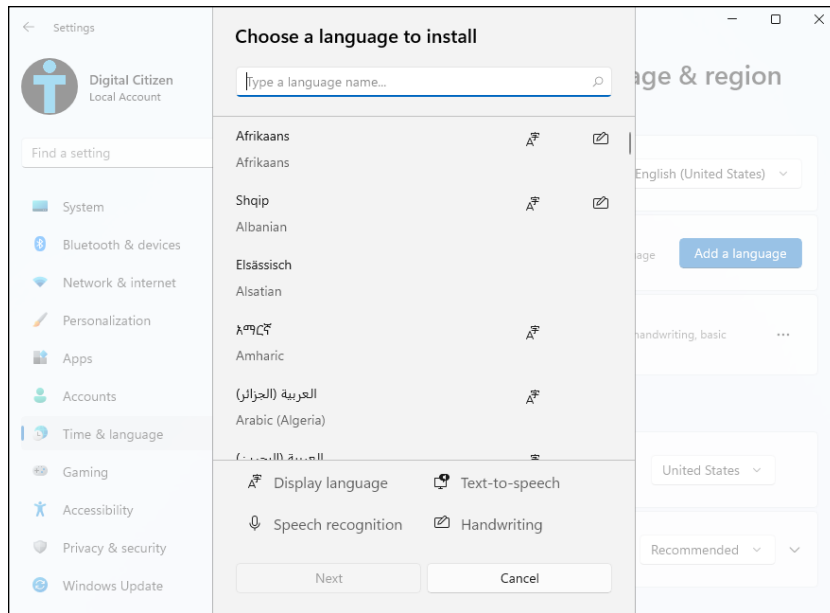 Settings
Digital Citizen
Local Account
Find a setting
System
Bluetooth & devices
Network & internet
Personalization
Apps
Accounts
Time & language
Gaming
Accessibility
Privacy & security
Windows Update
Choose a language to install
Type a language name...
Afrikaans
Afrikaans
Shqip
Albanian
Elsässisch
Alsatian
አማርኛ
Amharic
العربية (الجزائر)
Arabic (Algeria)
Display language
Text-to-speech
Speech recognition
Handwriting
Next
Cancel
age & region
English (United States)
age
Add a language
handwriting, basic
United States
Recommended